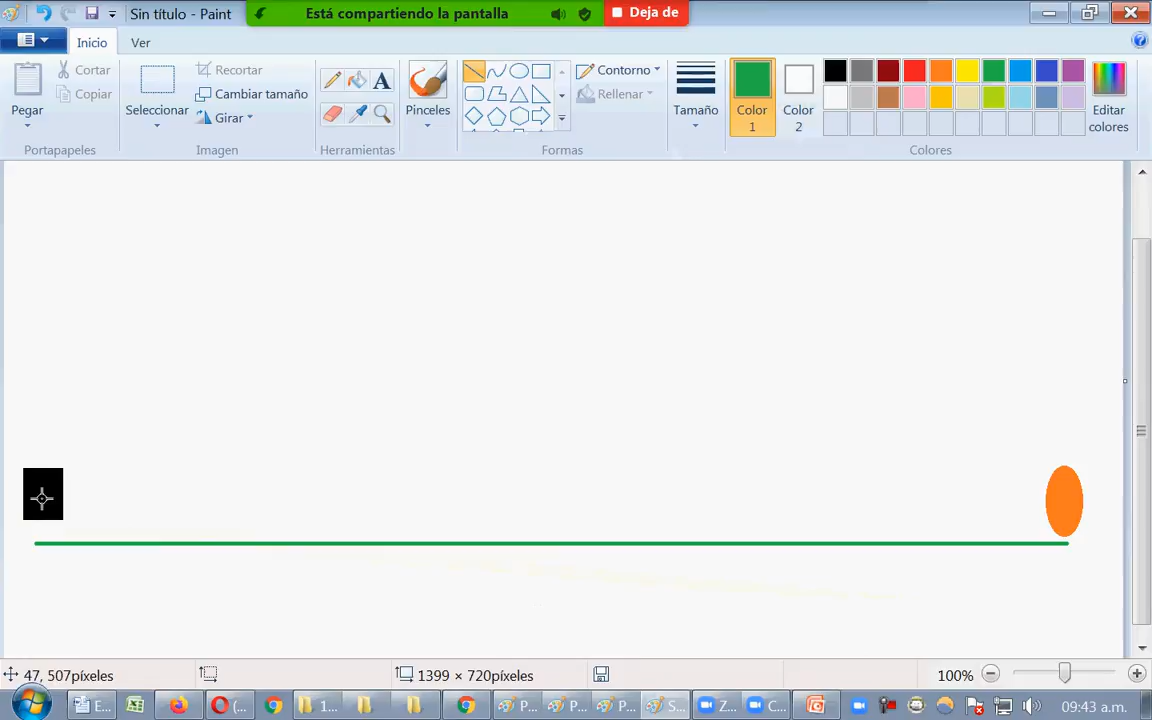 Sin título - Paint
Está compartiendo la pantalla
Deja de
Inicio
Ver
Pegar
Cortar
Copiar
Portapapeles
Seleccionar
Recortar
Cambiar tamaño
Girar
Imagen
A
Herramientas
Pinceles
Contorno
Rellenar
Formas
Tamaño
Color
1
Color
2
Editar
colores
Colores
47, 507píxeles
1399 × 720píxeles
100%
E...
(...
1...
P...
P...
P...
S...
Z...
C...
09:43 a.m.